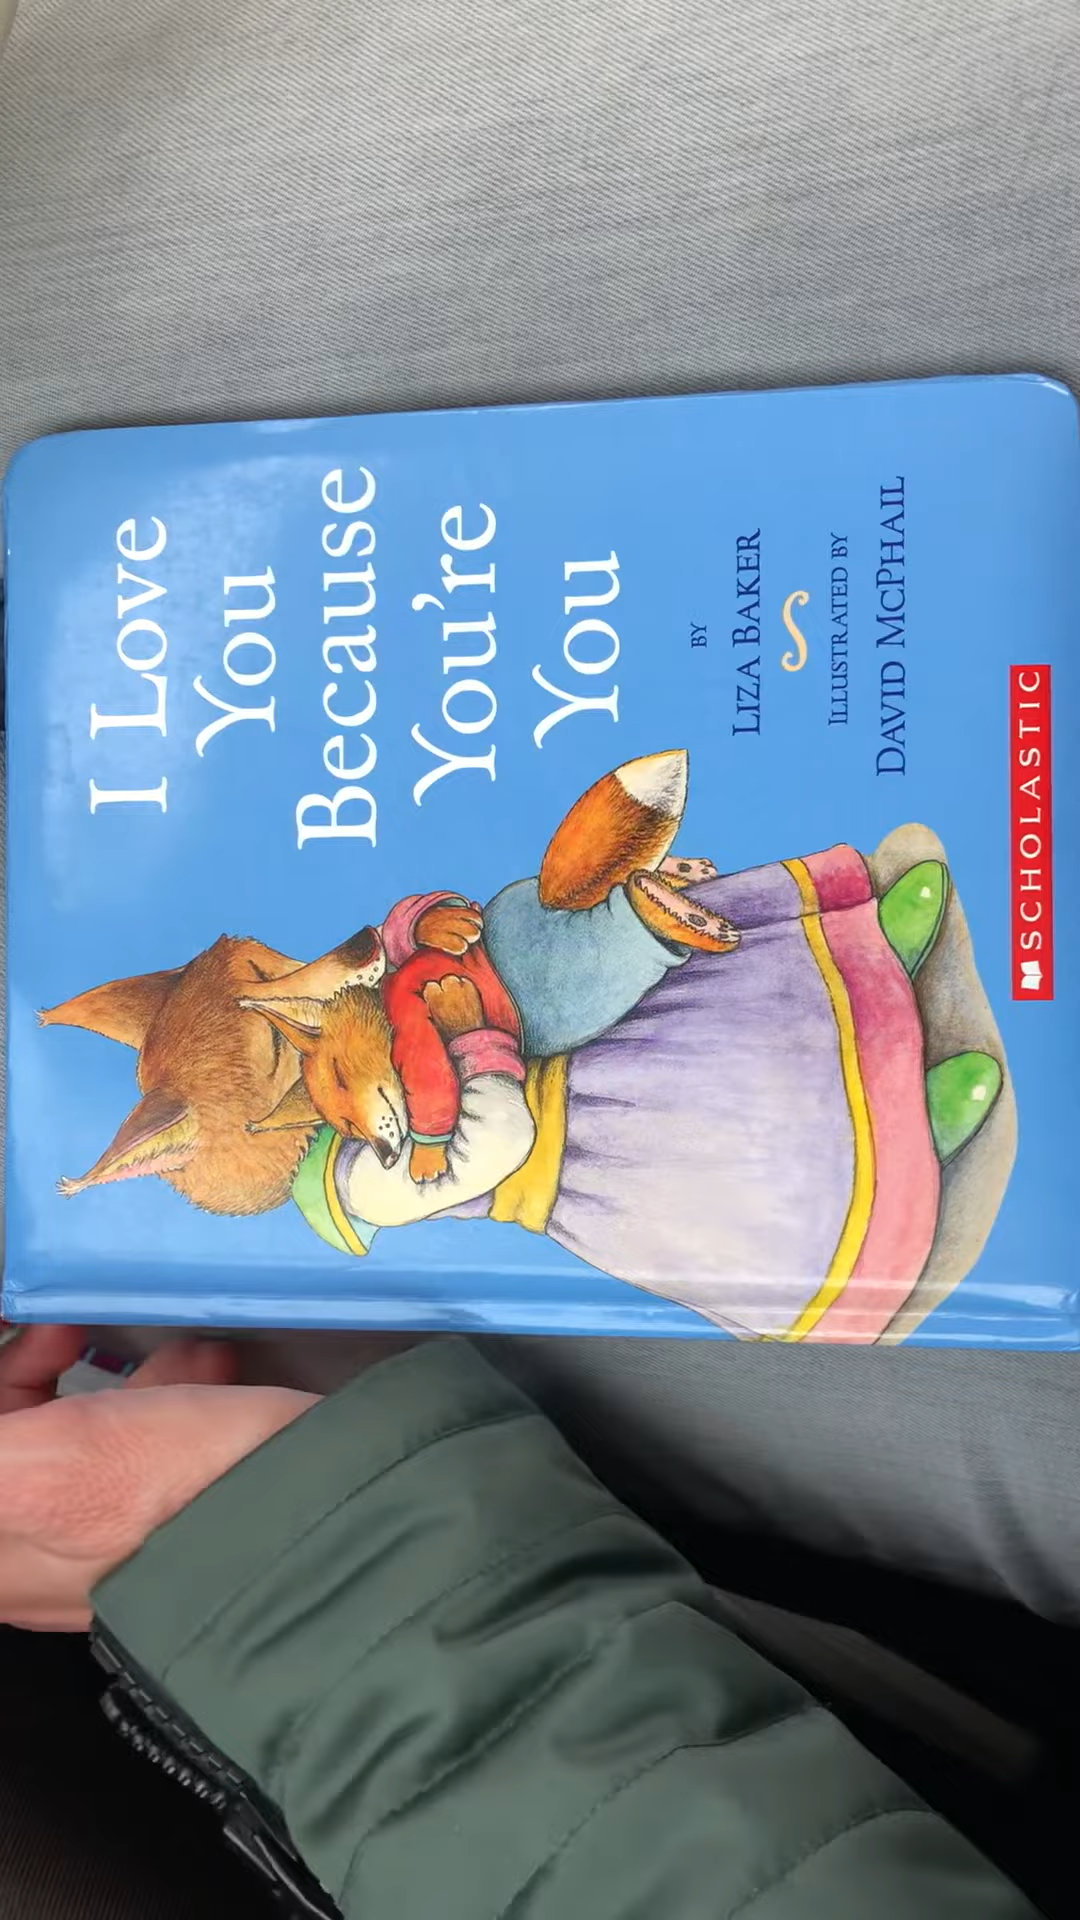 I Love
You
Because
You're
You
BY
LIZA BAKER
ILLUSTRATED BY
DAVID MCPHAIL
SCHOLASTIC